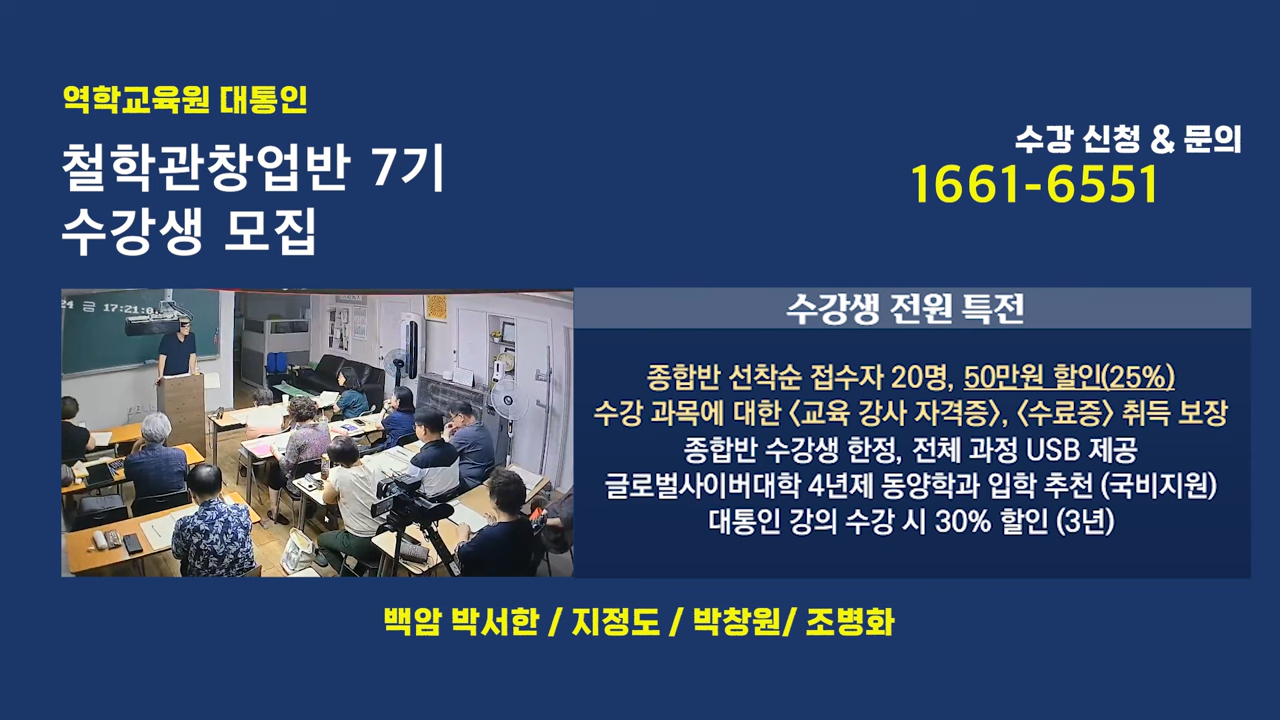 역학교육원 대통인
철학관창업반 7기
수강생 모집
수강 신청 & 문의
1661-6551
24 금 17:21:0
수강생 전원 특전
종합반 선착순 접수자 20명, 50만원 할인(25%)
수강 과목에 대한 <교육 강사 자격증>, <수료증> 취득 보장
종합반 수강생 한정, 전체 과정 USB 제공
글로벌사이버대학 4년제 동양학과 입학 추천 (국비지원)
대통인 강의 수강 시 30% 할인 (3년)
백암 박서한 / 지정도 / 박창원/ 조병화